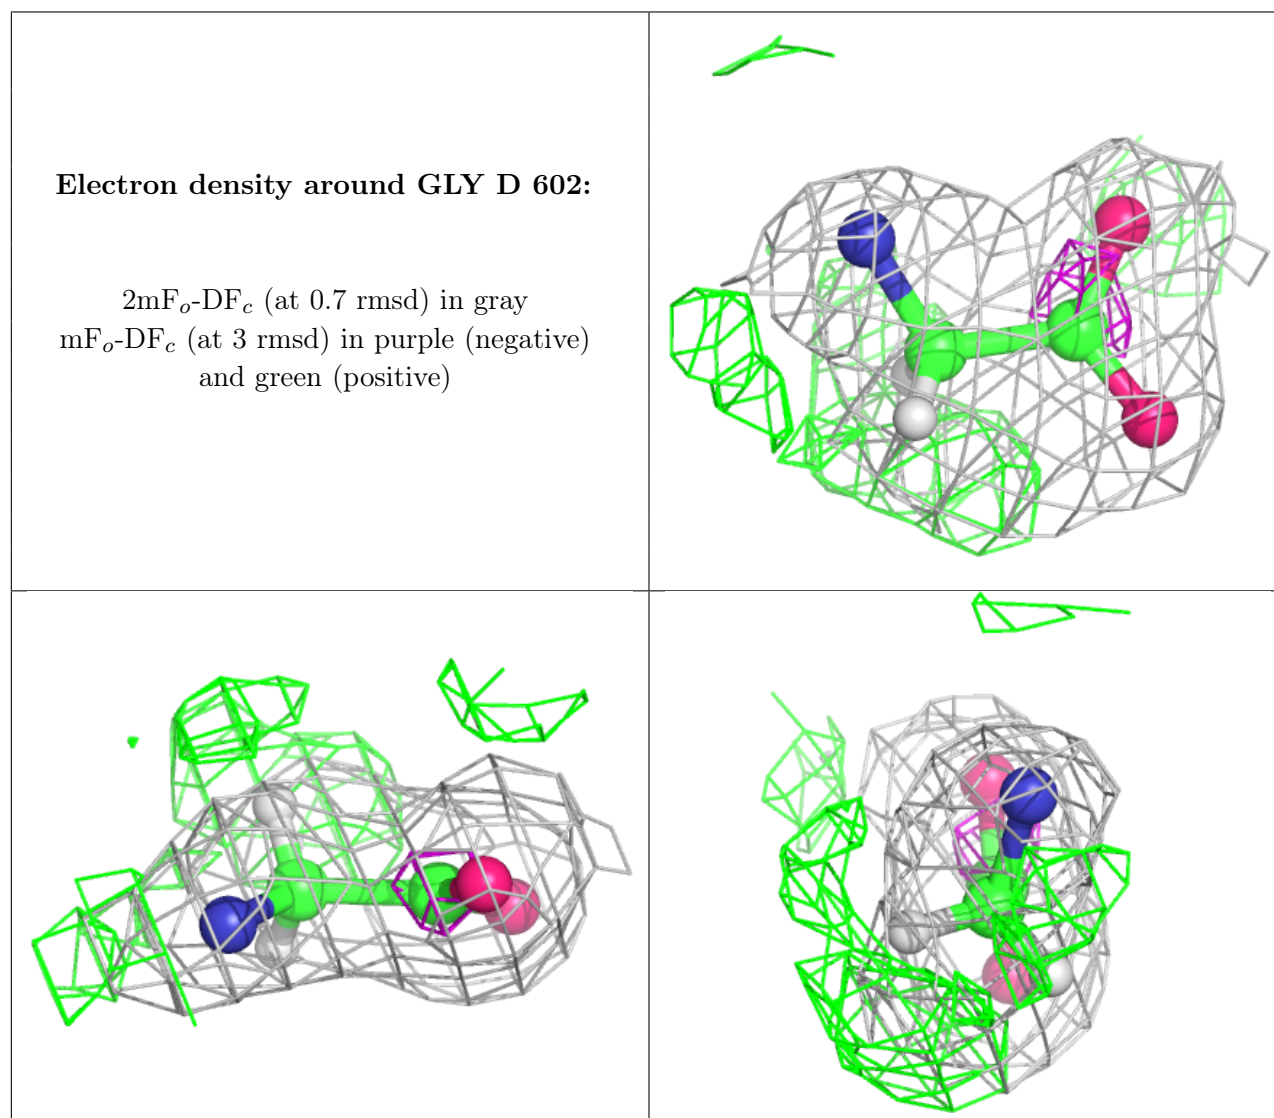 Electron density around GLY D 602:
2mFo-DFc (at 0.7 rmsd) in gray
mFo-DFc (at 3 rmsd) in purple (negative)
and green (positive)